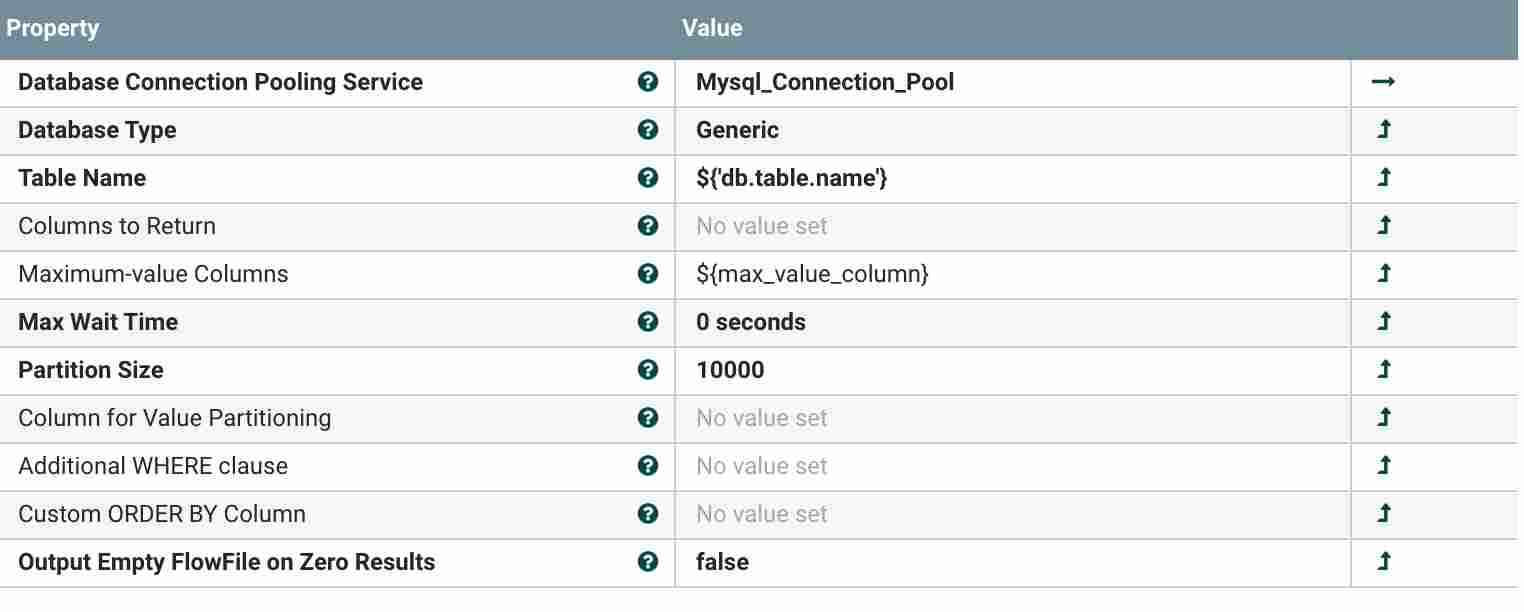 Property Value
Database Connection Pooling Service ? Mysql_Connection_Pool
Database Type ? Generic
Table Name ? ${'db.table.name'}
Columns to Return ? No value set
Maximum-value Columns ? ${max_value_column}
Max Wait Time ? 0 seconds
Partition Size ? 10000
Column for Value Partitioning ? No value set
Additional WHERE clause ? No value set
Custom ORDER BY Column ? No value set
Output Empty FlowFile on Zero Results ? false